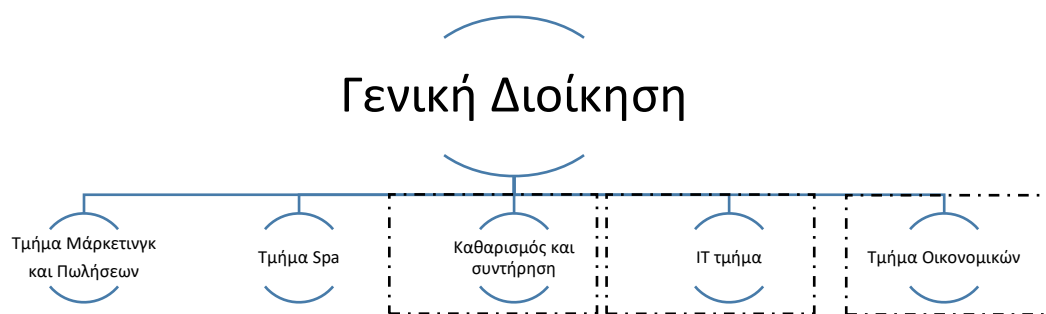 Γενική Διοίκηση
Τμήμα Μάρκετινγκ
και Πωλήσεων
Τμήμα Spa
Καθαρισμός και
συντήρηση
IT τμήμα
Τμήμα Οικονομικών